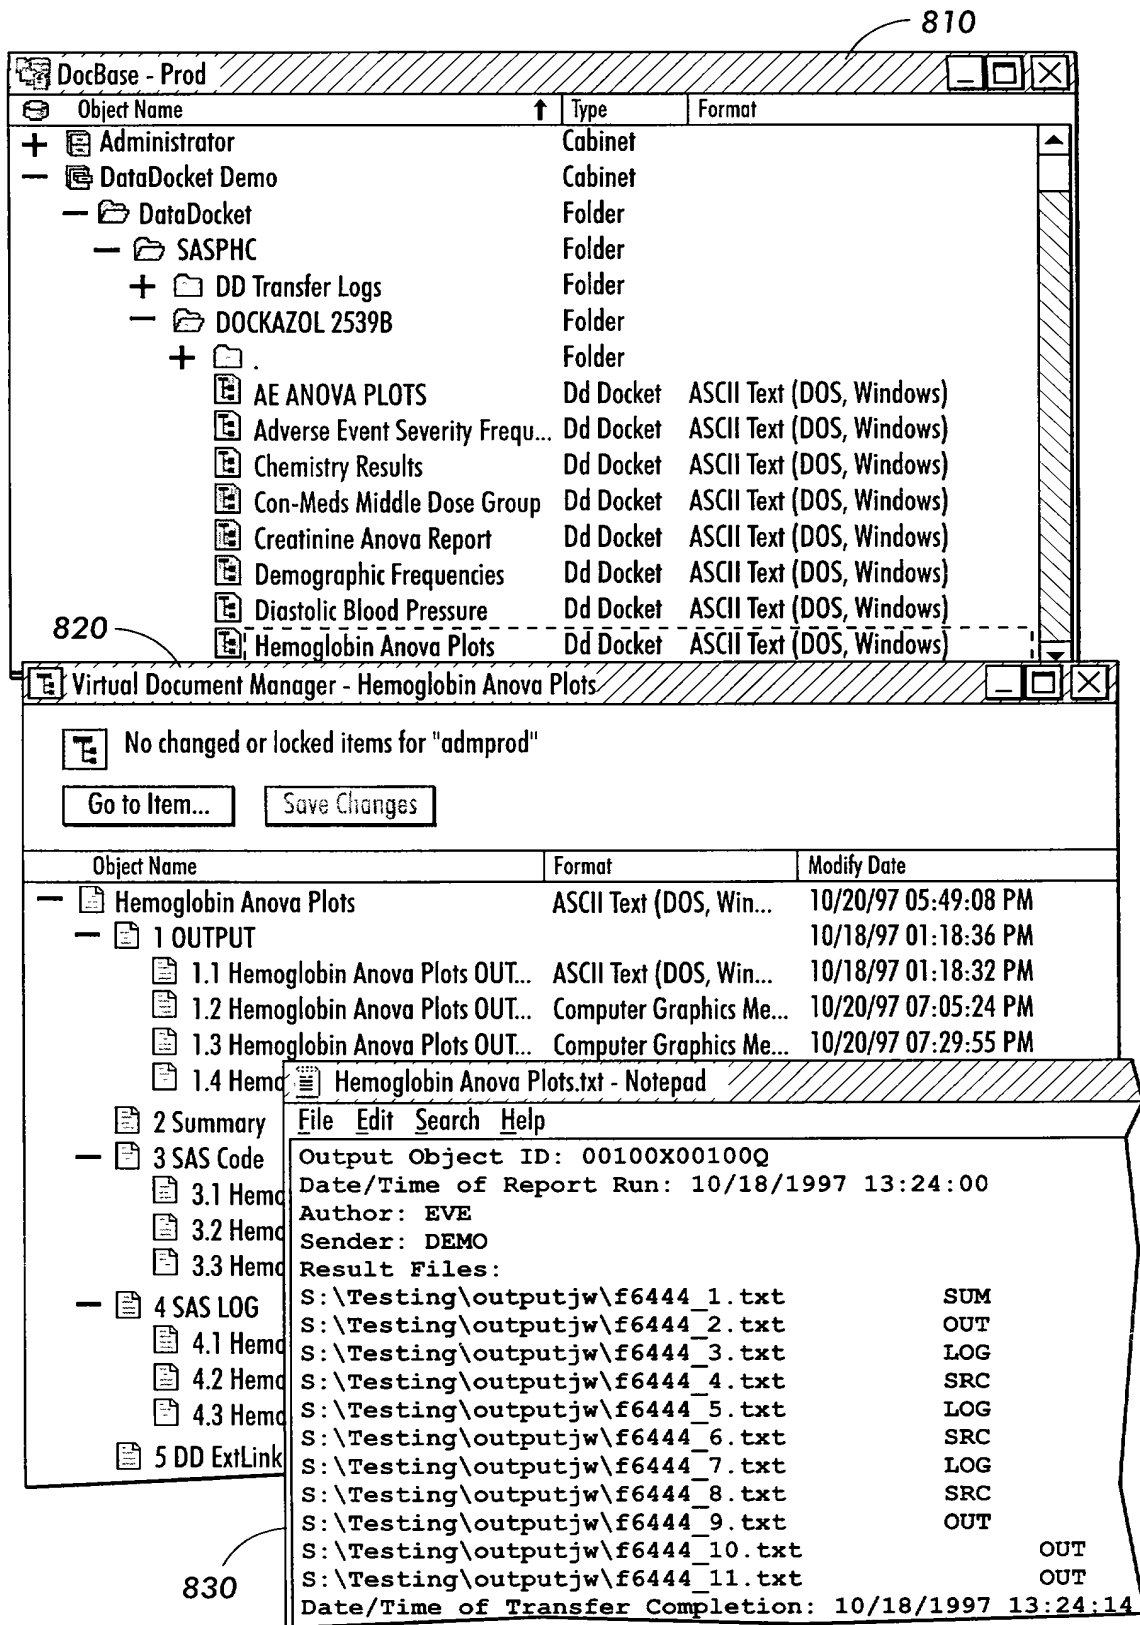 810
DocBase - Prod
Object Name Type Format
Administrator Cabinet
DataDocket Demo Cabinet
DataDocket Folder
SASPHC Folder
DD Transfer Logs Folder
DOCKAZOL 2539B Folder
. Folder
AE ANOVA PLOTS Dd Docket ASCII Text (DOS, Windows)
Adverse Event Severity Frequ... Dd Docket ASCII Text (DOS, Windows)
Chemistry Results Dd Docket ASCII Text (DOS, Windows)
Con-Meds Middle Dose Group Dd Docket ASCII Text (DOS, Windows)
Creatinine Anova Report Dd Docket ASCII Text (DOS, Windows)
Demographic Frequencies Dd Docket ASCII Text (DOS, Windows)
Diastolic Blood Pressure Dd Docket ASCII Text (DOS, Windows)
820
Hemoglobin Anova Plots Dd Docket ASCII Text (DOS, Windows)
Virtual Document Manager - Hemoglobin Anova Plots
No changed or locked items for "admprod"
Go to Item... Save Changes
Object Name Format Modify Date
Hemoglobin Anova Plots ASCII Text (DOS, Win... 10/20/97 05:49:08 PM
1 OUTPUT 10/18/97 01:18:36 PM
1.1 Hemoglobin Anova Plots OUT... ASCII Text (DOS, Win... 10/18/97 01:18:32 PM
1.2 Hemoglobin Anova Plots OUT... Computer Graphics Me... 10/20/97 07:05:24 PM
1.3 Hemoglobin Anova Plots OUT... Computer Graphics Me... 10/20/97 07:29:55 PM
1.4 Hemo
2 Summary
3 SAS Code
3.1 Hemo
3.2 Hemo
3.3 Hemo
4 SAS LOG
4.1 Hemo
4.2 Hemo
4.3 Hemo
5 DD ExtLink
Hemoglobin Anova Plots.txt - Notepad
File Edit Search Help
Output Object ID: 00100X00100Q
Date/Time of Report Run: 10/18/1997 13:24:00
Author: EVE
Sender: DEMO
Result Files:
S:\Testing\outputjw\f6444_1.txt SUM
S:\Testing\outputjw\f6444_2.txt OUT
S:\Testing\outputjw\f6444_3.txt LOG
S:\Testing\outputjw\f6444_4.txt SRC
S:\Testing\outputjw\f6444_5.txt LOG
S:\Testing\outputjw\f6444_6.txt SRC
S:\Testing\outputjw\f6444_7.txt LOG
S:\Testing\outputjw\f6444_8.txt SRC
S:\Testing\outputjw\f6444_9.txt OUT
S:\Testing\outputjw\f6444_10.txt OUT
S:\Testing\outputjw\f6444_11.txt OUT
Date/Time of Transfer Completion: 10/18/1997 13:24:14
830